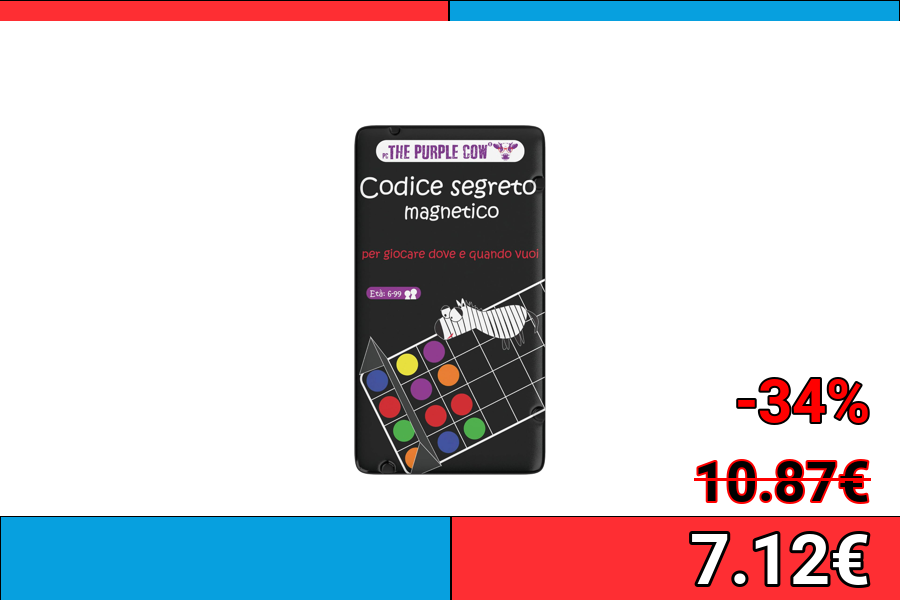 PC THE PURPLE COW®
Codice segreto
magnetico
per giocare dove e quando vuoi
Età: 6-99
-34%
10.87€
7.12€